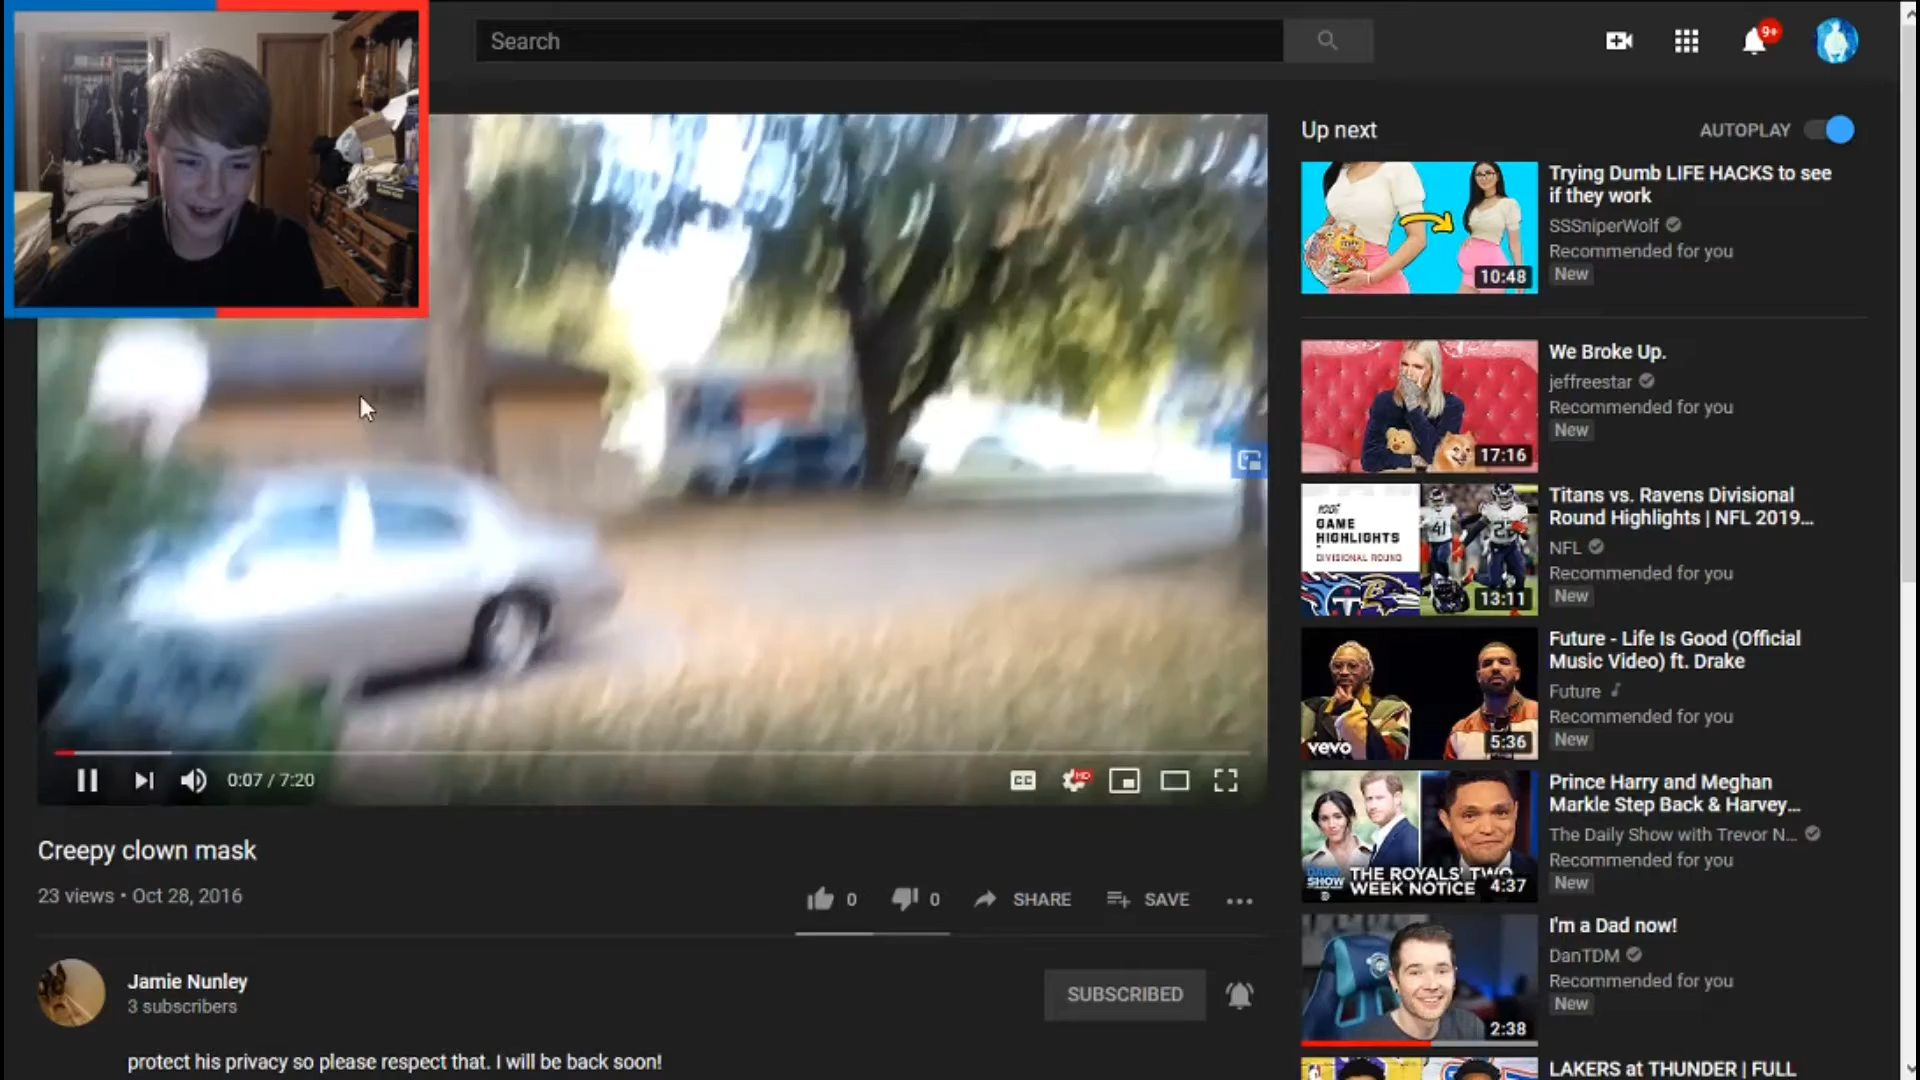 Search
9+
Up next
AUTOPLAY
Trying Dumb LIFE HACKS to see
if they work
SSSniperWolf
Recommended for you
New
10:48
We Broke Up.
jeffreestar
Recommended for you
New
17:16
Titans vs. Ravens Divisional
Round Highlights | NFL 2019...
NFL
Recommended for you
New
GAME
HIGHLIGHTS
DIVISIONAL ROUND
41
13:11
Future - Life Is Good (Official
Music Video) ft. Drake
Future
Recommended for you
New
vevo
5:36
Prince Harry and Meghan
Markle Step Back & Harvey...
The Daily Show with Trevor N...
Recommended for you
New
DAILY SHOW
THE ROYALS' TWO
WEEK NOTICE
4:37
I'm a Dad now!
DanTDM
Recommended for you
New
2:38
LAKERS at THUNDER | FULL
0:07 / 7:20
CC
HD
Creepy clown mask
23 views • Oct 28, 2016
0
0
SHARE
SAVE
Jamie Nunley
3 subscribers
SUBSCRIBED
protect his privacy so please respect that. I will be back soon!